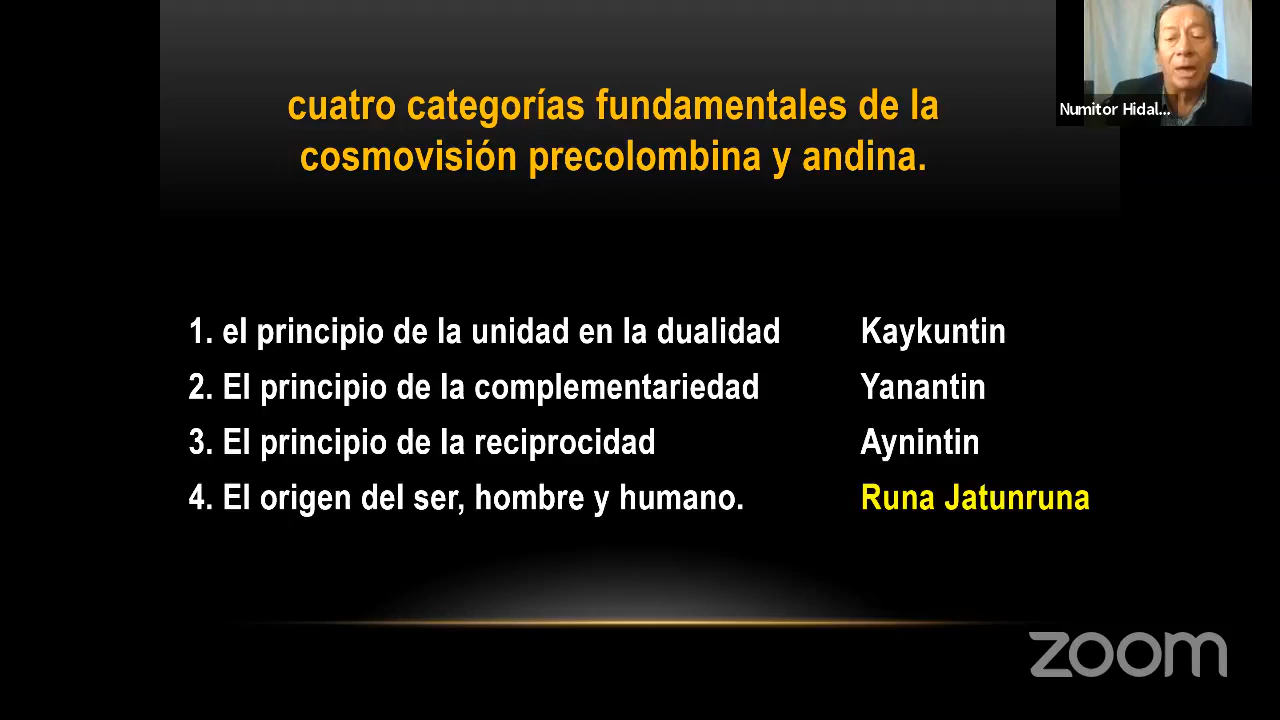 cuatro categorías fundamentales de la
cosmovisión precolombina y andina.
Numitor Hidal...
1. el principio de la unidad en la dualidad Kaykuntin
2. El principio de la complementariedad Yanantin
3. El principio de la reciprocidad Aynintin
4. El origen del ser, hombre y humano. Runa Jatunruna
zoom